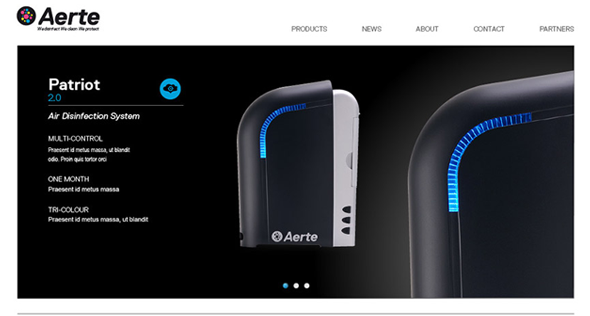 Aerte
We disinfect We clean We protect
PRODUCTS NEWS ABOUT CONTACT PARTNERS
Patriot
2.0
Air Disinfection System
MULTI-CONTROL
Praesent id metus massa, ut blandit
odio. Proin quis tortor orci
ONE MONTH
Praesent id metus massa
TRI-COLOUR
Praesent id metus massa, ut blandit
Aerte